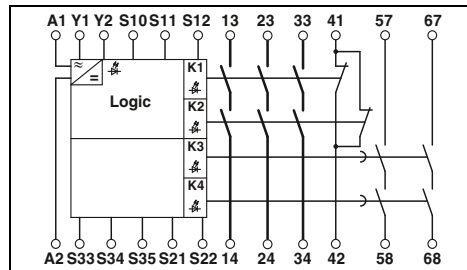 A1 Y1 Y2 S10 S11 S12 13 23 33 41 57 67
≈
=
K1
Logic
K2
K3
K4
A2 S33 S34 S35 S21 S22 14 24 34 42 58 68